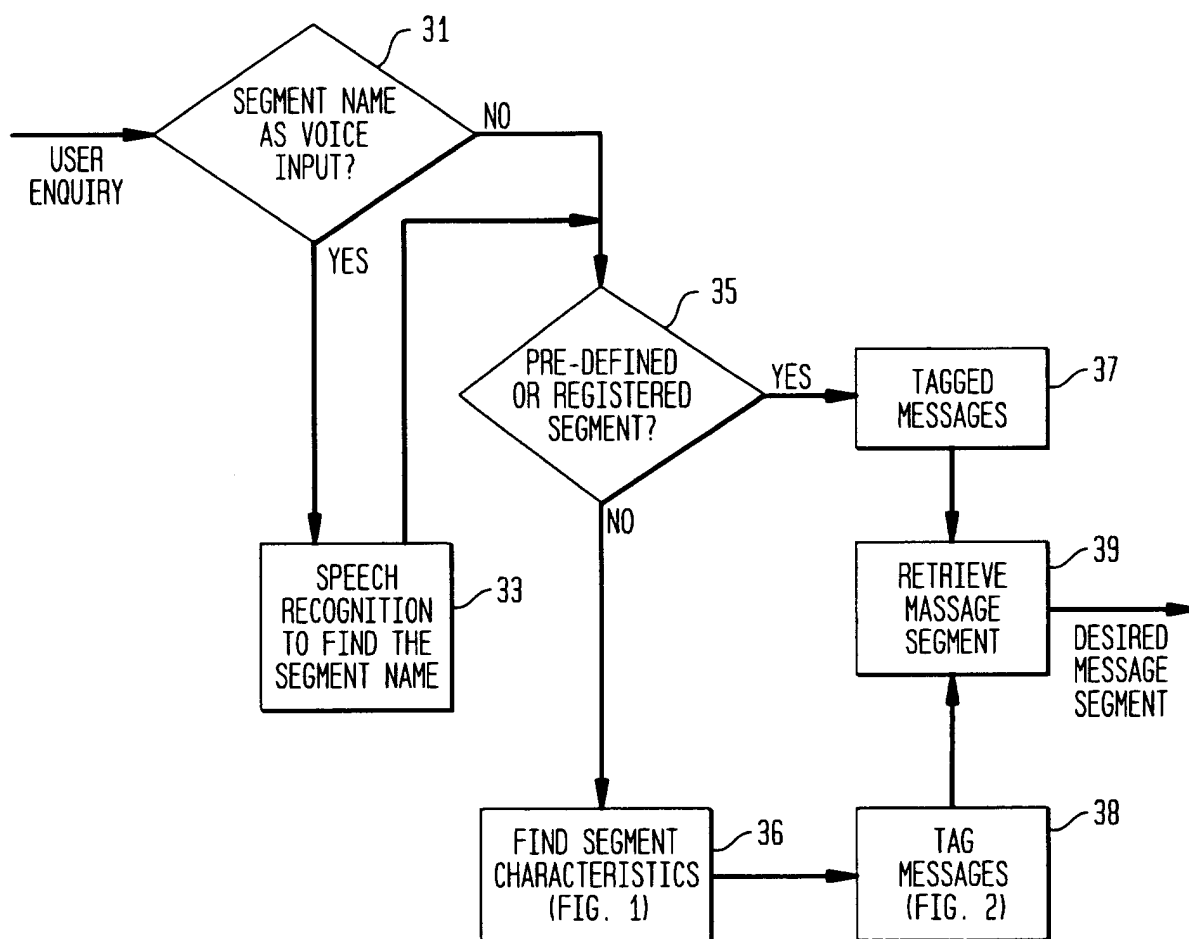 31
SEGMENT NAME
AS VOICE
INPUT?
NO
USER
ENQUIRY
YES
35
PRE-DEFINED
OR REGISTERED
SEGMENT?
YES
TAGGED
MESSAGES
37
NO
SPEECH
RECOGNITION
TO FIND THE
SEGMENT NAME
33
RETRIEVE
MASSAGE
SEGMENT
39
DESIRED
MESSAGE
SEGMENT
FIND SEGMENT
CHARACTERISTICS
(FIG. 1)
36
TAG
MESSAGES
(FIG. 2)
38